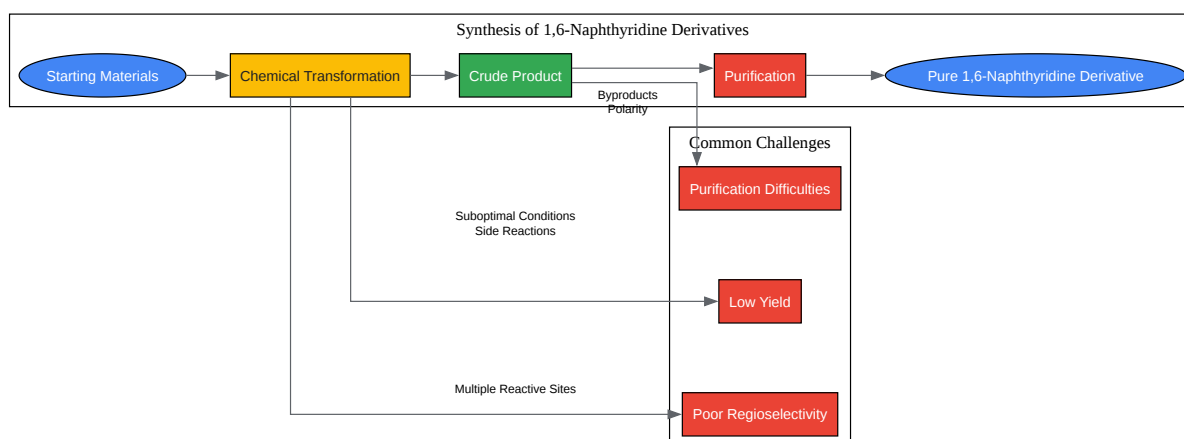 Synthesis of 1,6-Naphthyridine Derivatives
Starting Materials
Chemical Transformation
Crude Product
Purification
Pure 1,6-Naphthyridine Derivative
Byproducts
Polarity
Common Challenges
Purification Difficulties
Suboptimal Conditions
Side Reactions
Low Yield
Multiple Reactive Sites
Poor Regioselectivity